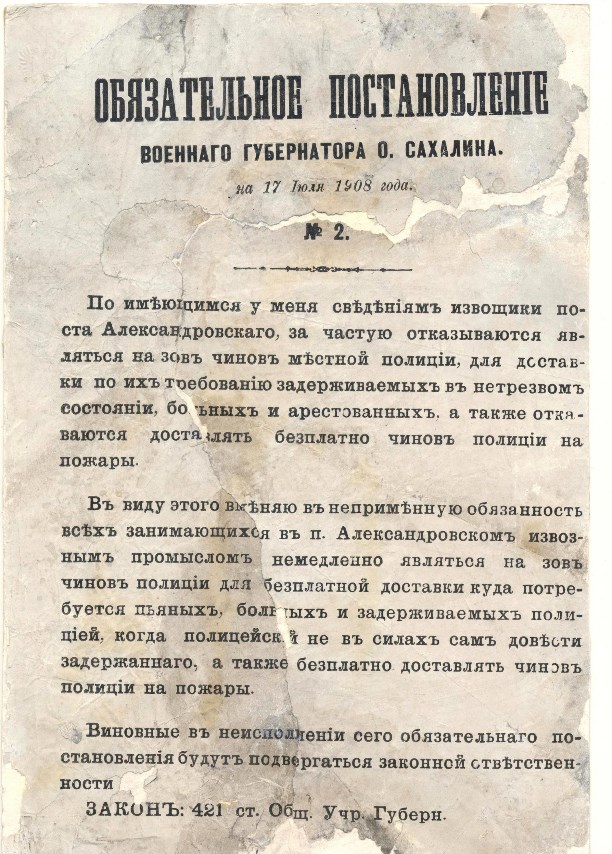 ОБЯЗАТЕЛЬНОЕ ПОСТАНОВЛЕНІЕ
ВОЕННАГО ГУБЕРНАТОРА О. САХАЛИНА.
на 17 Іюля 1908 года.
№ 2.
По имѣющимся у меня свѣдѣніямъ извощики по-
ста Александровскаго, за частую отказываются яв-
ляться на зовъ чиновъ мѣстной полиціи, для достав-
ки по ихъ требованію задерживаемыхъ въ нетрезвомъ
состояніи, больныхъ и арестованныхъ, а также отка-
ваются доставлять безплатно чиновъ полиціи на
пожары.
Въ виду этого вмѣняю въ непримѣнную обязанность
всѣхъ занимающихся въ п. Александровскомъ извоз-
нымъ промысломъ немедленно являться на зовъ
чиновъ полиціи для безплатной доставки куда потре-
буется пьяныхъ, больныхъ и задерживаемыхъ поли-
ціей, когда полицейскій не въ силахъ самъ довести
задержаннаго, а также безплатно доставлять чиновъ
полиціи на пожары.
Виновные въ неисполненіи сего обязательнаго по-
становленія будутъ подвергаться законной отвѣтствен-
ности
ЗАКОНЪ: 421 ст. Общ. Учр. Губерн.